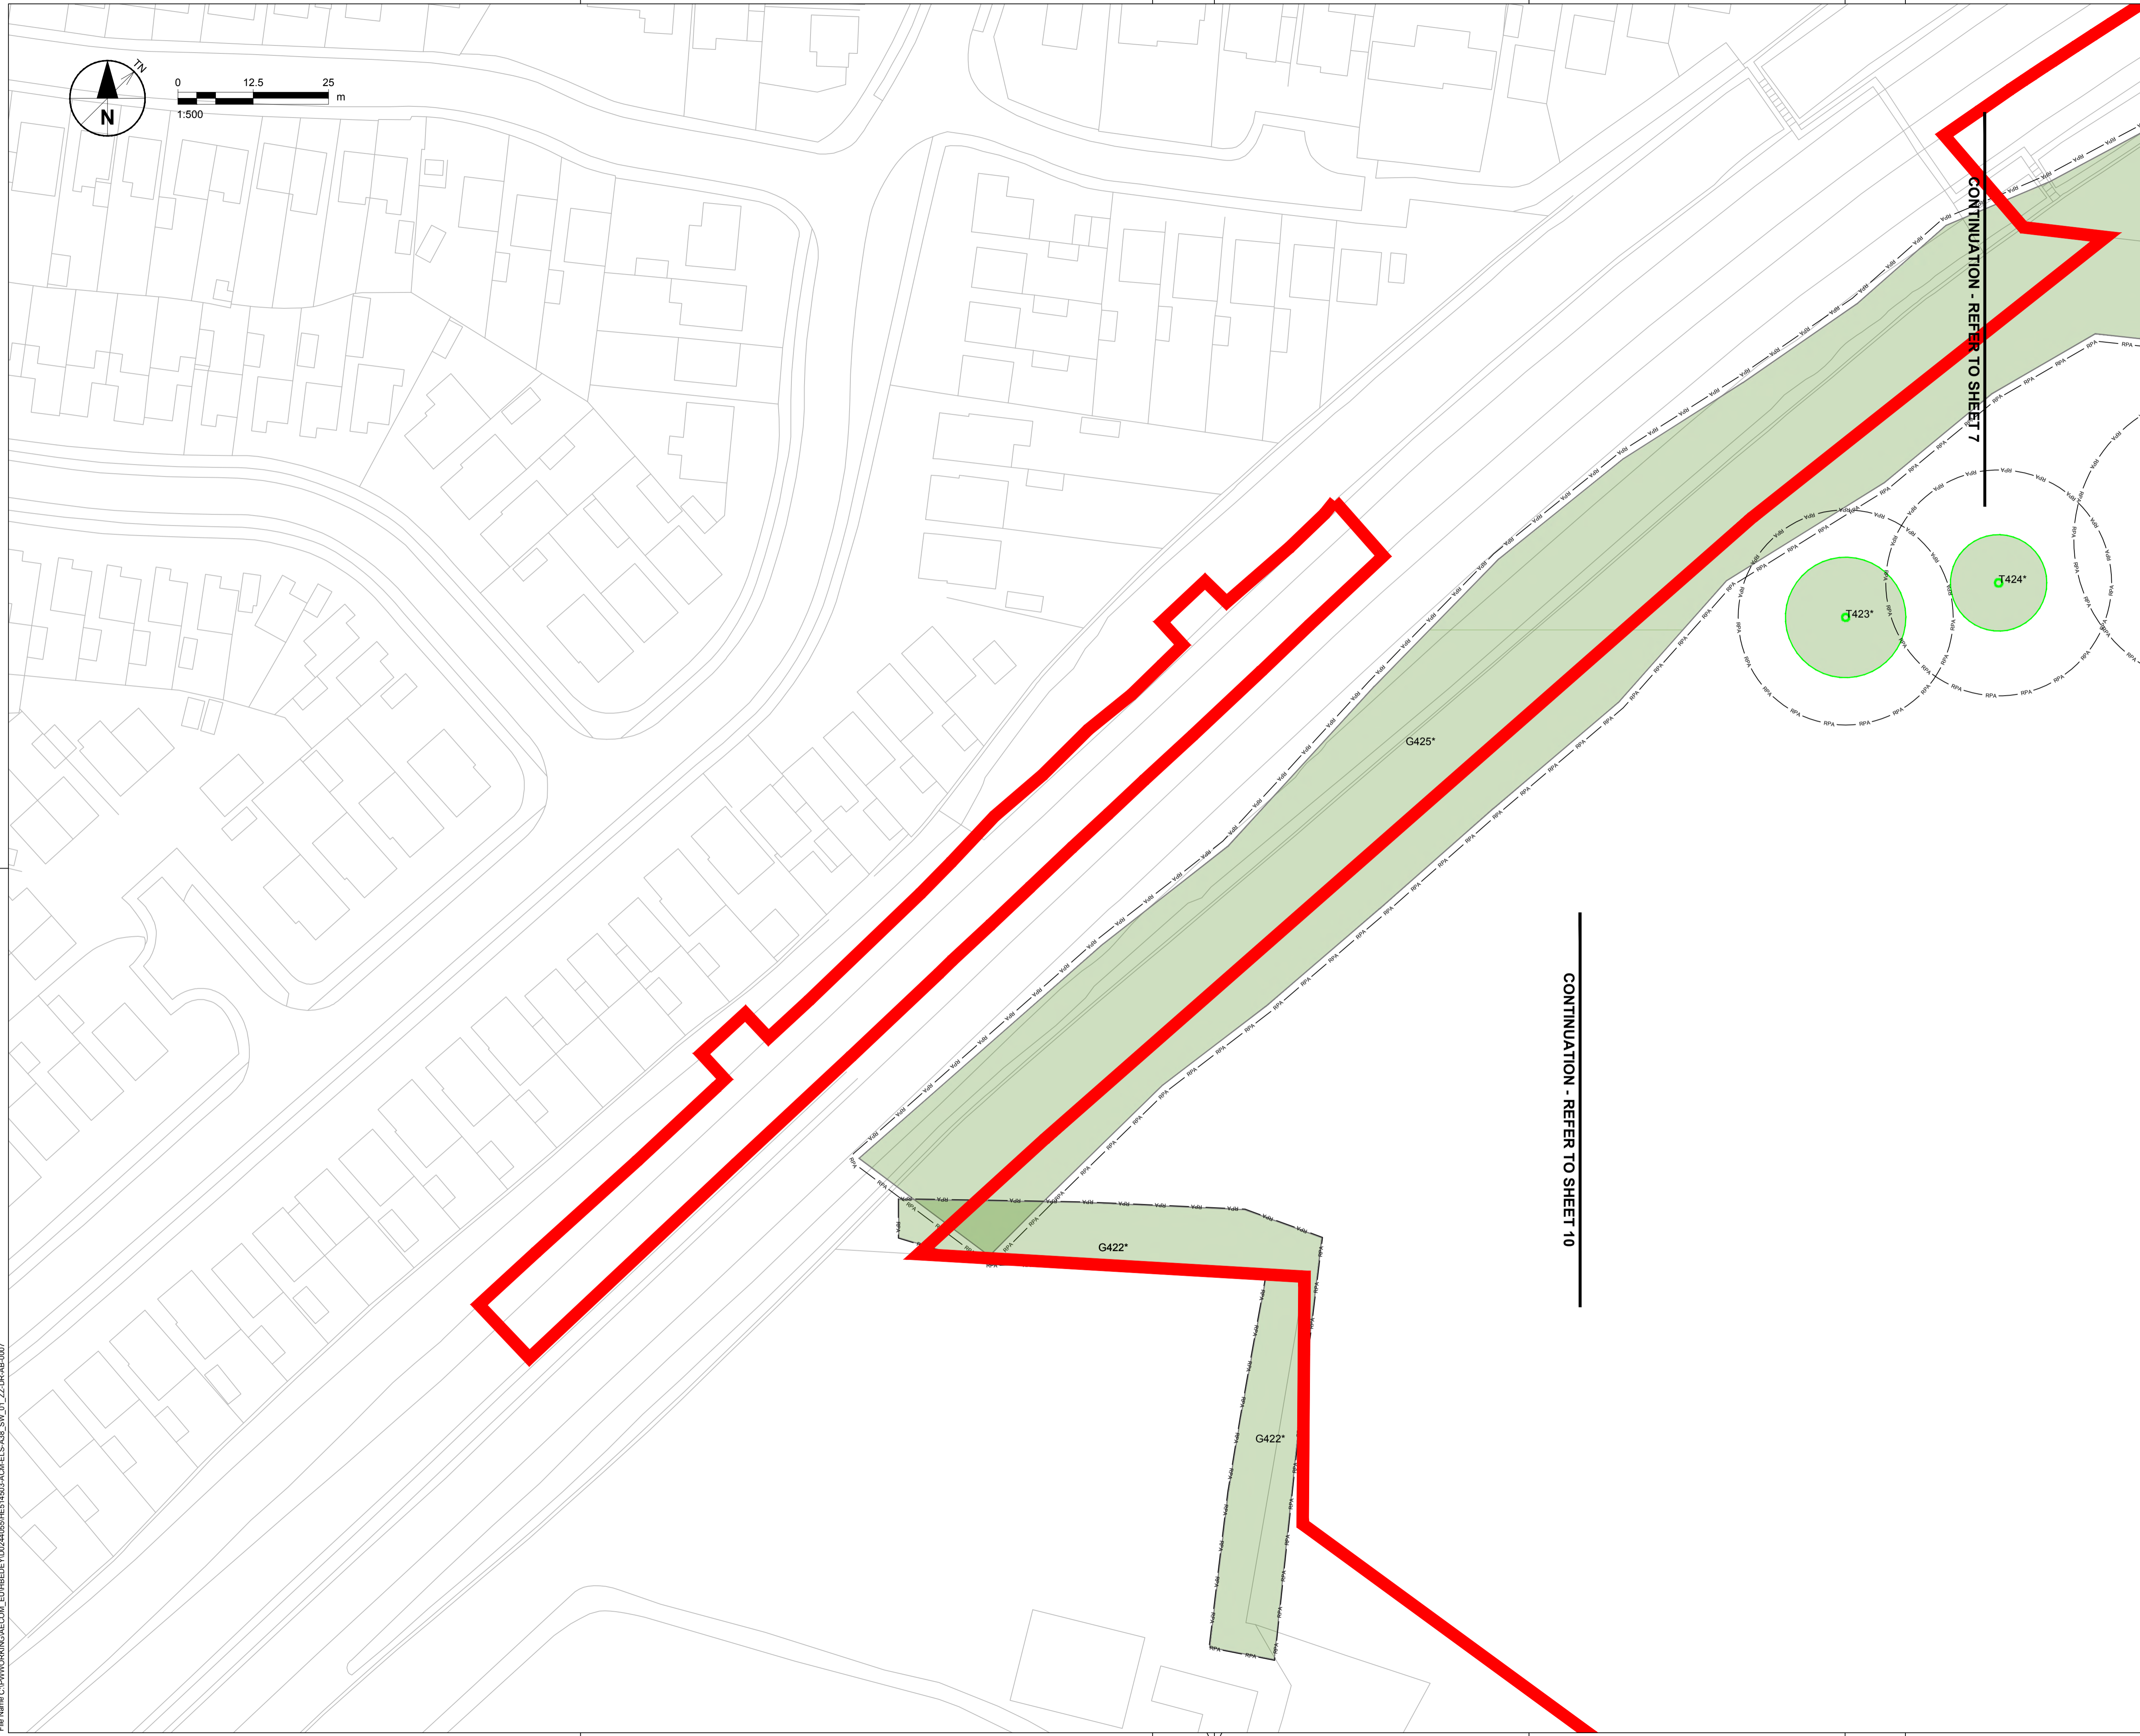 TN
N
0 12.5 25
m
1:500
CONTINUATION - REFER TO SHEET 7
T424*
T423*
G425*
CONTINUATION - REFER TO SHEET 10
G422*
G422*
RPA